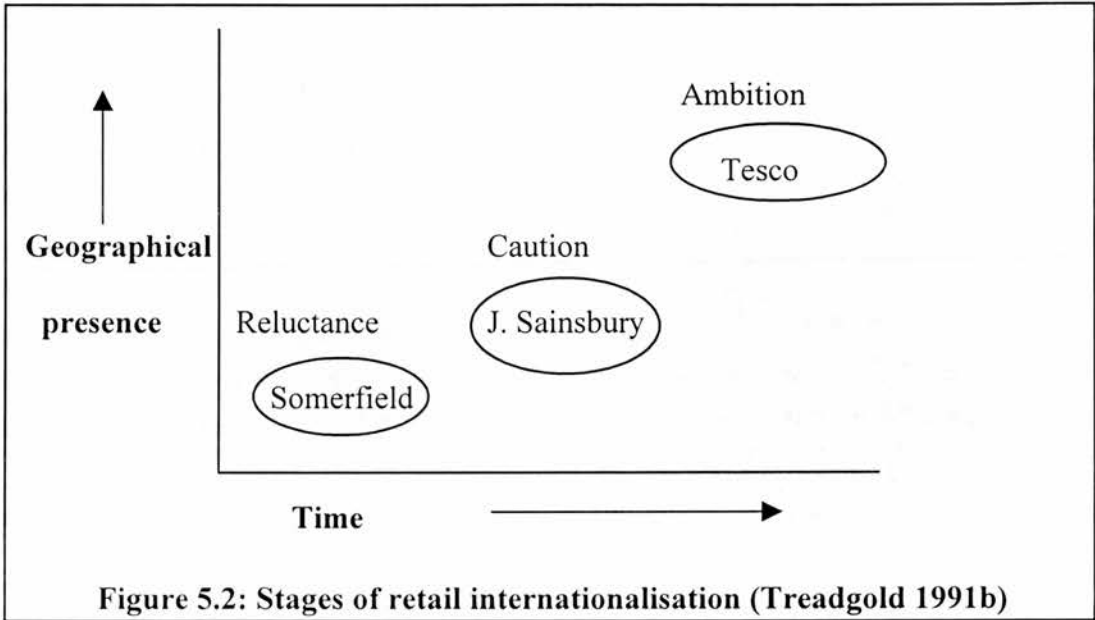 Ambition
Tesco
Geographical
Caution
presence
Reluctance
J. Sainsbury
Somerfield
Time
Figure 5.2: Stages of retail internationalisation (Treadgold 1991b)